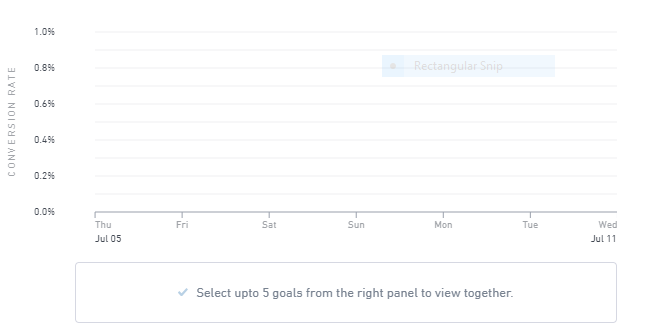 1.0%
0.8%
Rectangular Snip
0.6%
0.4%
0.2%
0.0%
CONVERSION RATE
Thu Fri Sat Sun Mon Tue Wed
Jul 05 Jul 11
Select upto 5 goals from the right panel to view together.